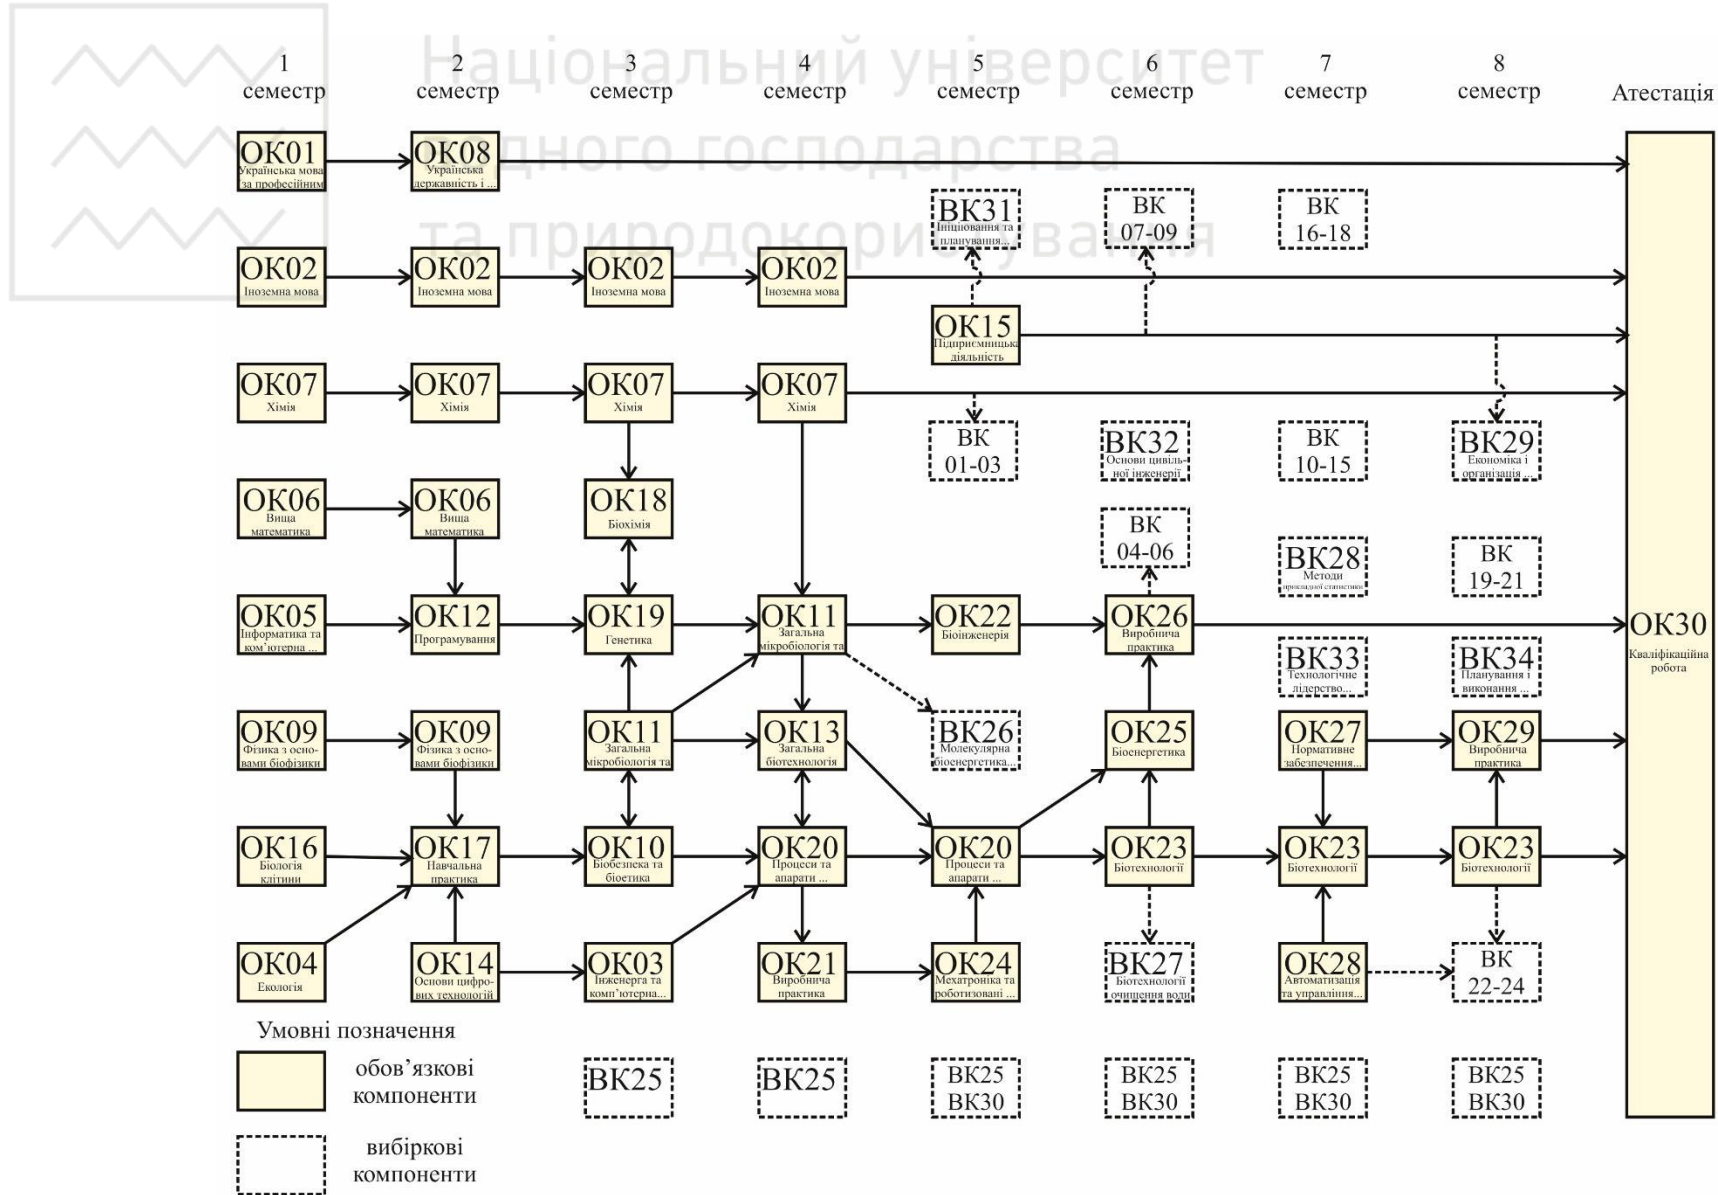 Національний університет
водного господарства
та природокористування
1
семестр
2
семестр
3
семестр
4
семестр
5
семестр
6
семестр
7
семестр
8
семестр
Атестація
ОК01
Українська мова
за професійним
ОК08
Українська
державність і ...
ВК31
Ініціювання та
планування...
ВК
07-09
ВК
16-18
ОК02
Іноземна мова
ОК02
Іноземна мова
ОК02
Іноземна мова
ОК02
Іноземна мова
ОК15
Підприємницька
діяльність
ОК07
Хімія
ОК07
Хімія
ОК07
Хімія
ОК07
Хімія
ВК
01-03
ВК32
Основи цивіль-
ної інженерії
ВК
10-15
ВК29
Економіка і
організація ...
ОК06
Вища
математика
ОК06
Вища
математика
ОК18
Біохімія
ВК
04-06
ВК28
Методи
прикладної статистики
ВК
19-21
ОК05
Інформатика та
ком’ютерна ...
ОК12
Програмування
ОК19
Генетика
ОК11
Загальна
мікробіологія та
ОК22
Біоінженерія
ОК26
Виробнича
практика
ОК30
Кваліфікаційна
робота
ВК33
Технологічне
лідерство...
ВК34
Планування і
виконання ...
ОК09
Фізика з осно-
вами біофізики
ОК09
Фізика з осно-
вами біофізики
ОК11
Загальна
мікробіологія та
ОК13
Загальна
біотехнологія
ВК26
Молекулярна
біоенергетика...
ОК25
Біоенергетика
ОК27
Нормативне
забезпечення...
ОК29
Виробнича
практика
ОК16
Біологія
клітини
ОК17
Навчальна
практика
ОК10
Біобезпека та
біоетика
ОК20
Процеси та
апарати ...
ОК20
Процеси та
апарати ...
ОК23
Біотехнології
ОК23
Біотехнології
ОК23
Біотехнології
ОК04
Екологія
ОК14
Основи цифро-
вих технологій
ОК03
Інженерга та
комп’ютерна...
ОК21
Виробнича
практика
ОК24
Мехатроніка та
роботизовані ...
ВК27
Біотехнології
очищення води
ОК28
Автоматизація
та управління...
ВК
22-24
Умовні позначення
обов’язкові
компоненти
ВК25
ВК25
ВК25
ВК30
ВК25
ВК30
ВК25
ВК30
ВК25
ВК30
вибіркові
компоненти